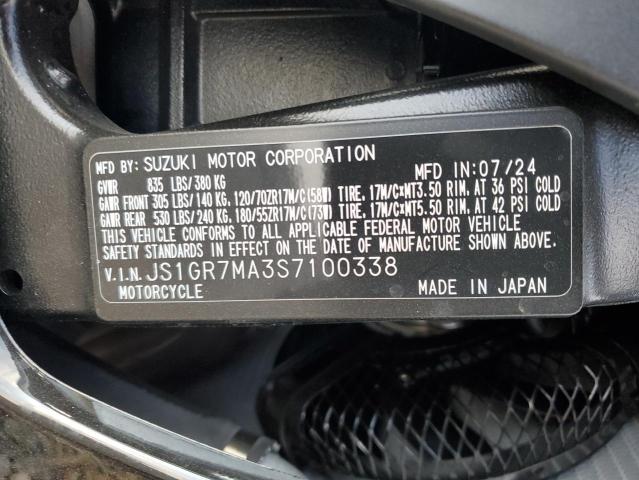 MFD BY: SUZUKI MOTOR CORPORATION MFD IN: 07/24
GVWR 835 LBS/380 KG
GAWR FRONT 305 LBS/140 KG, 120/70ZR17M/C(58W) TIRE, 17M/C×MT3.50 RIM, AT 36 PSI COLD
GAWR REAR 530 LBS/240 KG, 180/55ZR17M/C(73W) TIRE, 17M/C×MT5.50 RIM, AT 42 PSI COLD
THIS VEHICLE CONFORMS TO ALL APPLICABLE FEDERAL MOTOR VEHICLE
SAFETY STANDARDS IN EFFECT ON THE DATE OF MANUFACTURE SHOWN ABOVE.
V.I.N. JS1GR7MA3S7100338
MOTORCYCLE MADE IN JAPAN